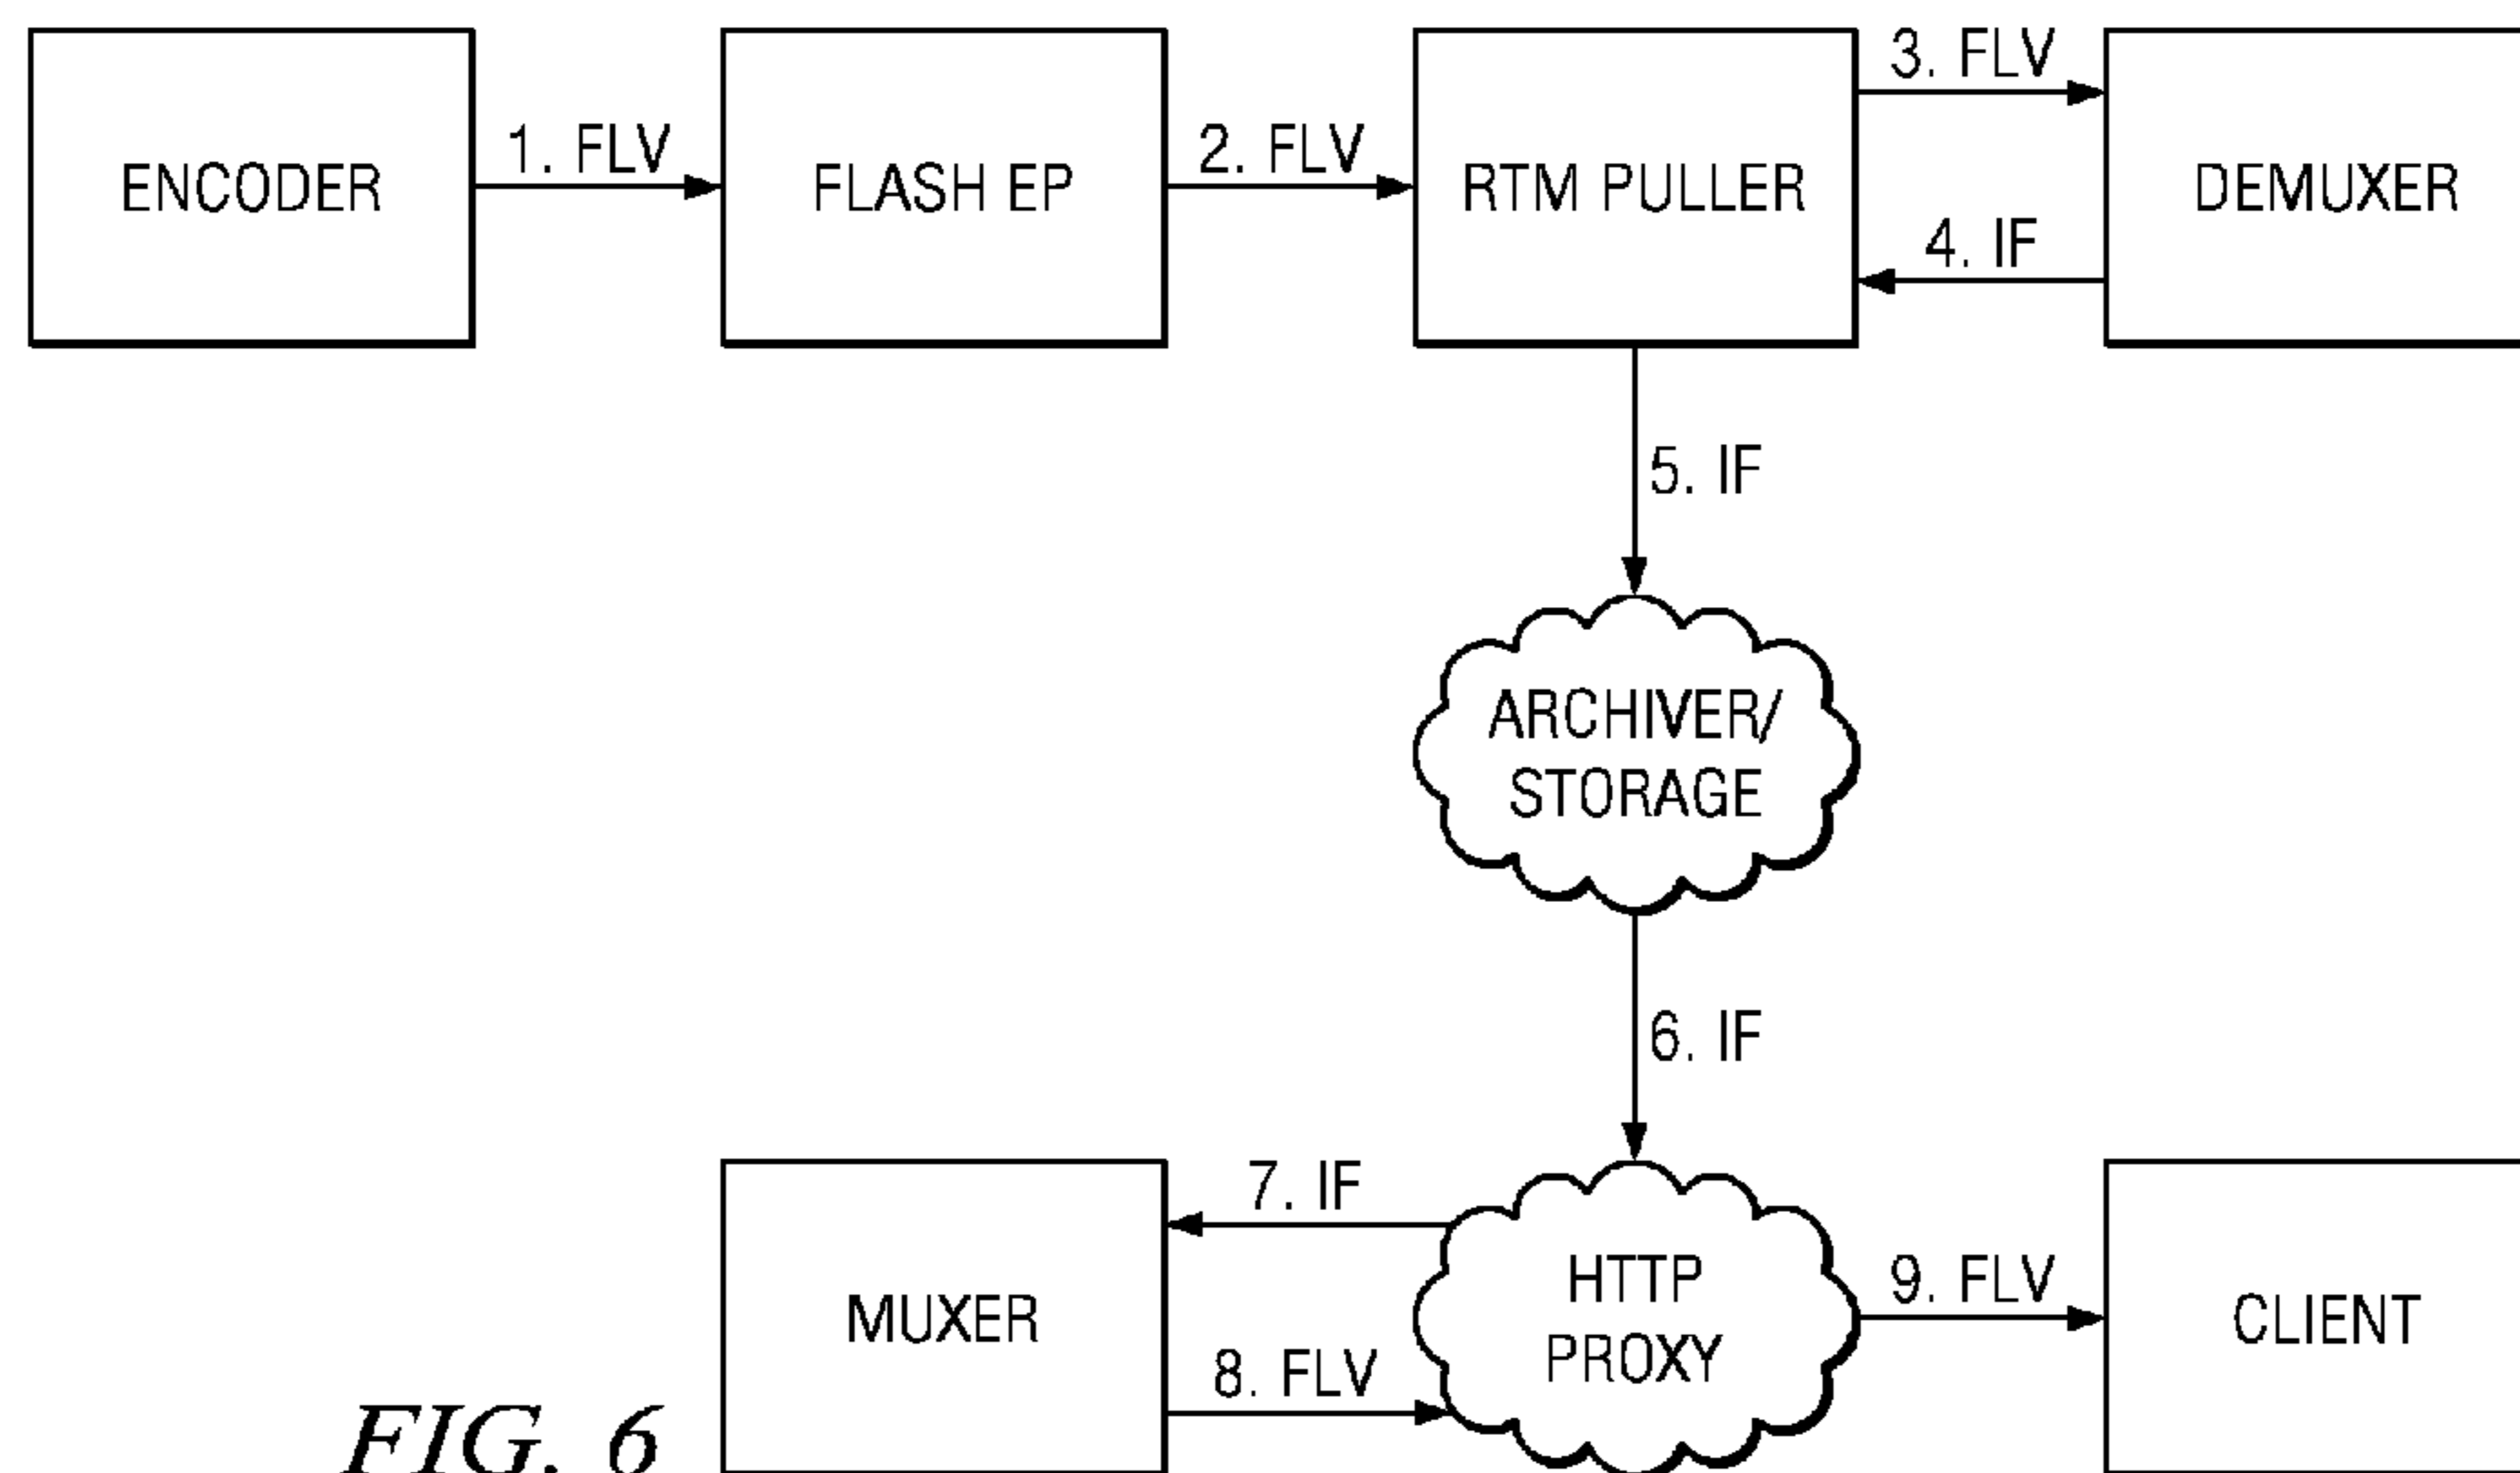 3. FLV
1. FLV
2. FLV
ENCODER
FLASH EP
RTM PULLER
DEMUXER
4. IF
5. IF
ARCHIVER/
STORAGE
6. IF
7. IF
HTTP
PROXY
9. FLV
MUXER
CLIENT
8. FLV
FIG. 6